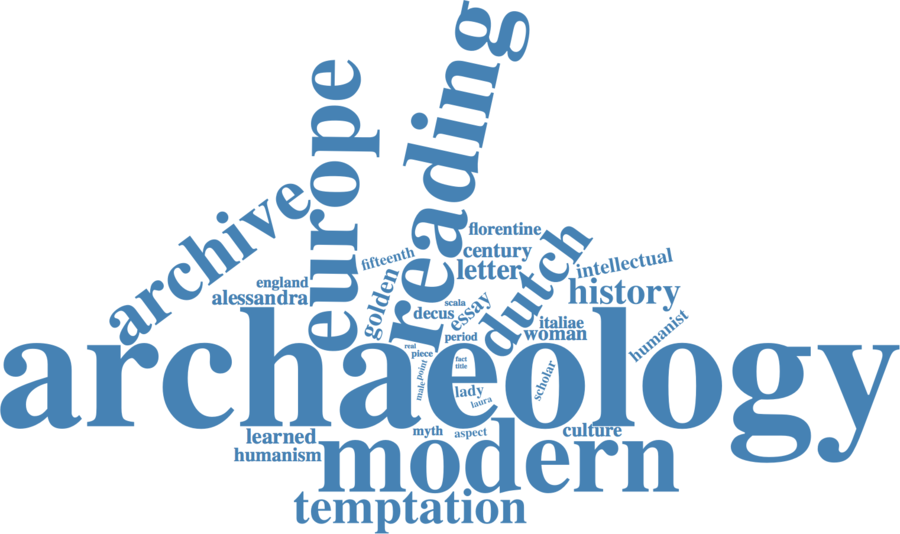 reading
europe
archive
florentine
dutch
century
fifteenth
intellectual
letter
england
golden
history
alessandra
scala
essay
decus
italiae
humanist
woman
period
archaeology
real
piece
fact
title
point
male
lady
laura
scholar
learned
myth
aspect
culture
modern
humanism
temptation